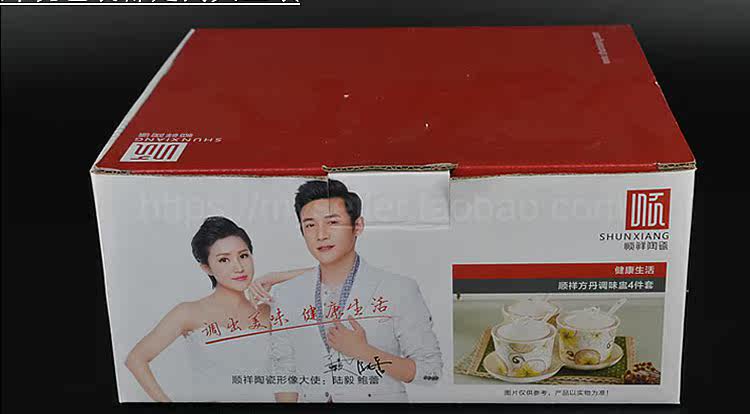 SHUNXIANG
顺祥陶瓷
顺
SHUNXIANG
顺祥陶瓷
健康生活
顺祥方丹调味盅4件套
调出美味 健康生活
顺祥陶瓷形像大使：陆毅 鲍蕾
图片仅供参考，产品以实物为准！